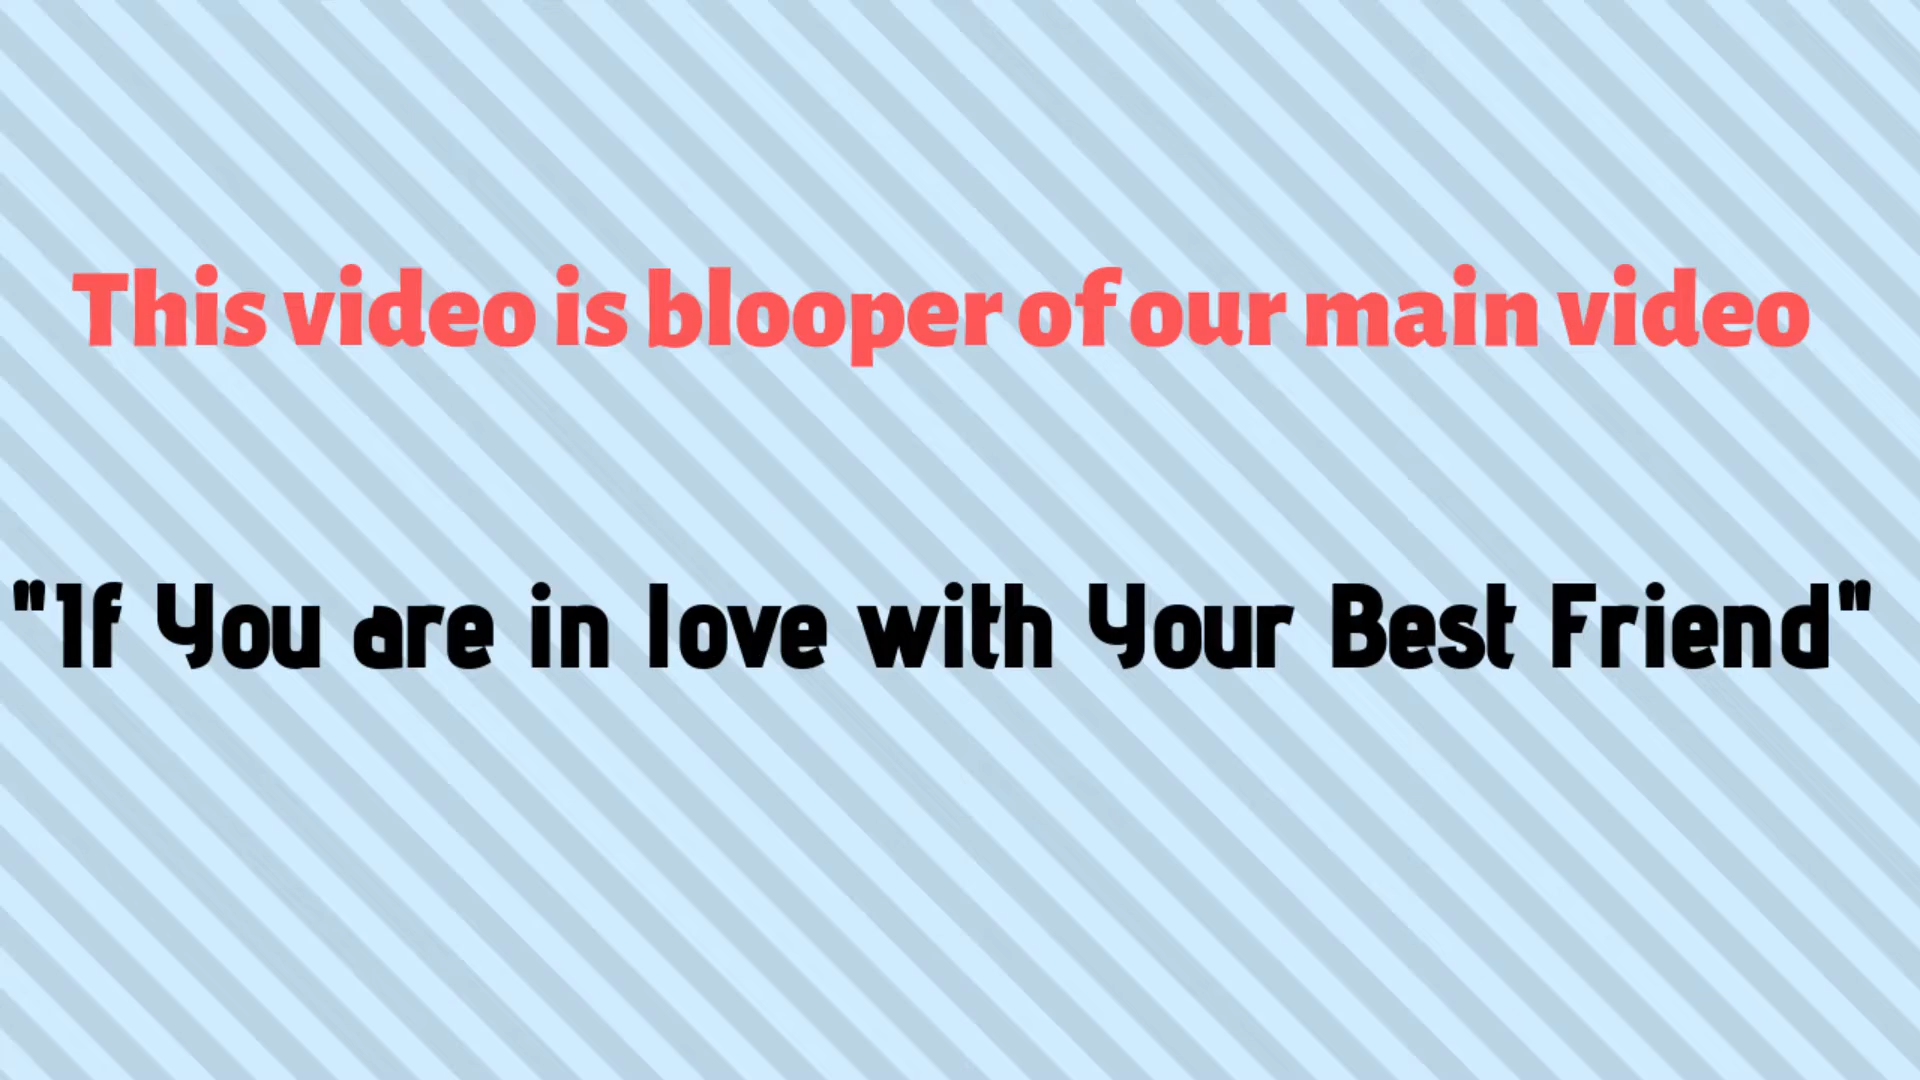 This video is blooper of our main video
"If You are in love with Your Best Friend"